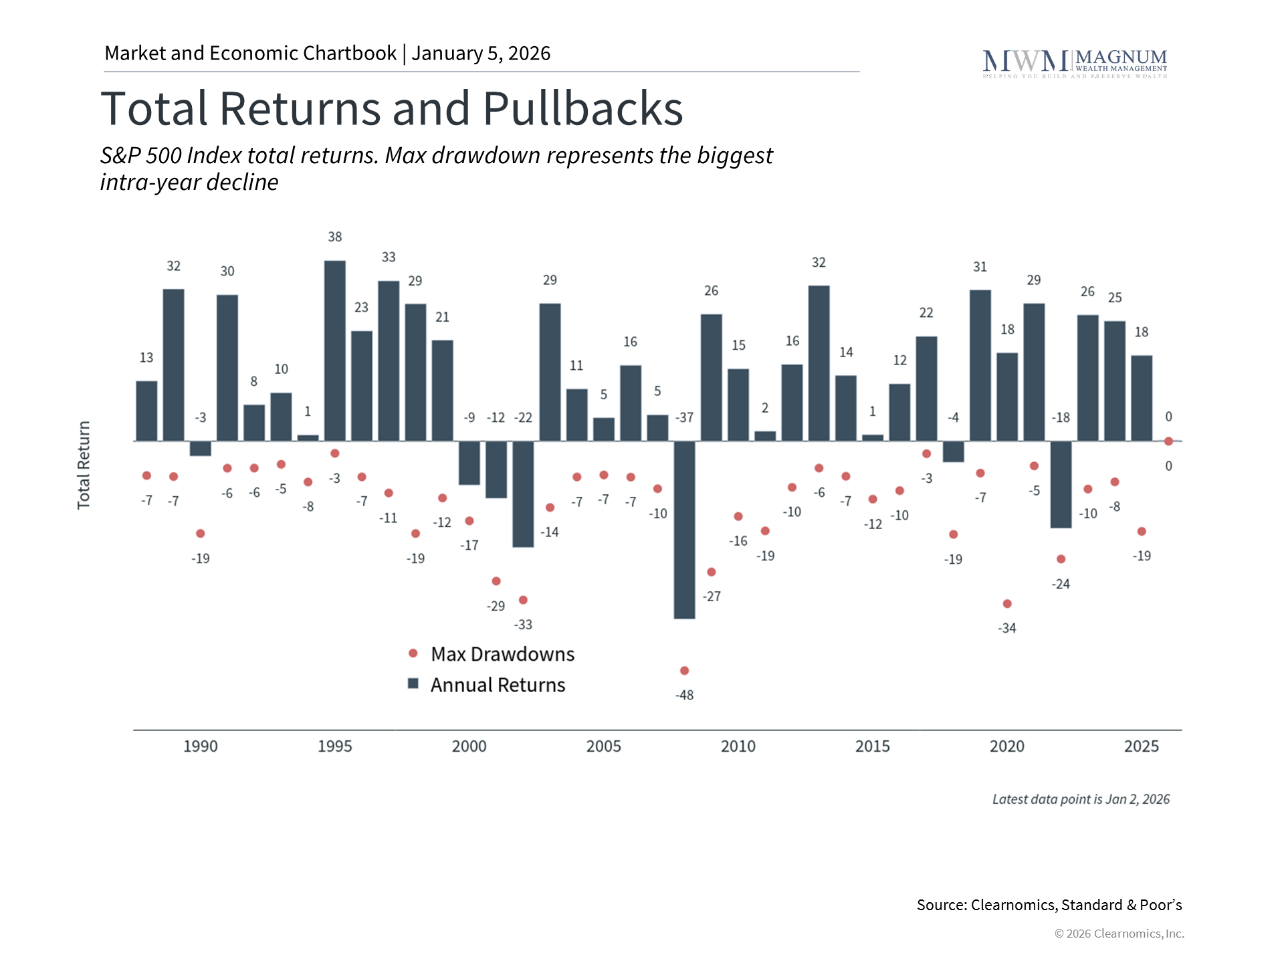 Market and Economic Chartbook | January 5, 2026
MWM MAGNUM
WEALTH MANAGEMENT
HELPING YOU BUILD AND PRESERVE WEALTH
Total Returns and Pullbacks
S&P 500 Index total returns. Max drawdown represents the biggest
intra-year decline
Total Return
13 32 -3 30 8 10 1 38 23 33 29 21 -9 -12 -22 29 11 5 16 5 -37 26 15 2 16 32 14 1 12 22 -4 31 18 29 -18 26 25 18 0
-7 -7 -19 -6 -6 -5 -8 -3 -7 -11 -19 -12 -17 -29 -33 -14 -7 -7 -7 -10 -48 -27 -16 -19 -10 -6 -7 -12 -10 -3 -19 -7 -34 -5 -24 -10 -8 -19 0
Max Drawdowns
Annual Returns
1990 1995 2000 2005 2010 2015 2020 2025
Latest data point is Jan 2, 2026
Source: Clearnomics, Standard & Poor's
© 2026 Clearnomics, Inc.